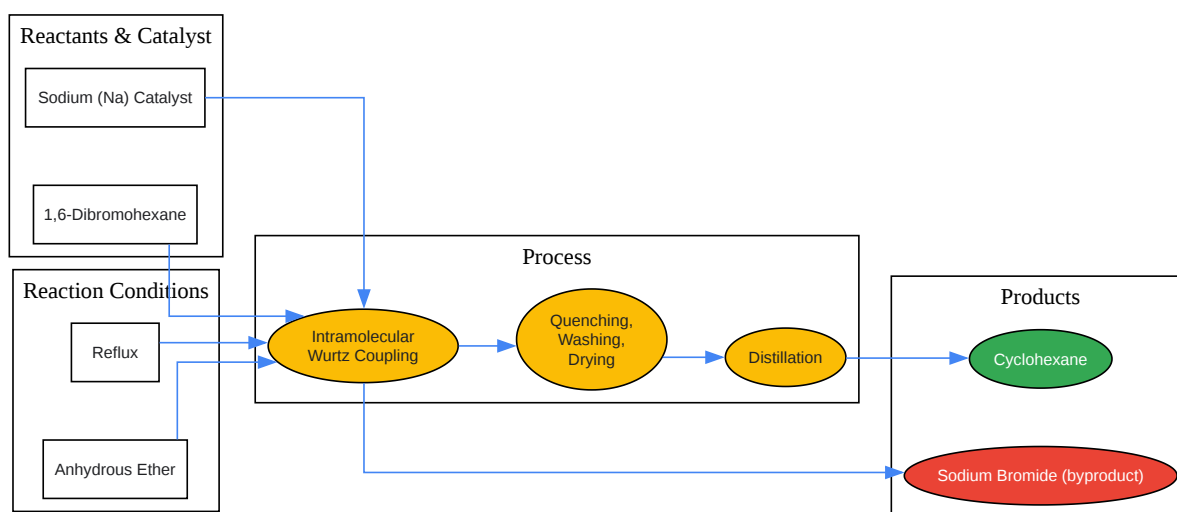 Reactants & Catalyst
Sodium (Na) Catalyst
1,6-Dibromohexane
Reaction Conditions
Reflux
Anhydrous Ether
Process
Intramolecular
Wurtz Coupling
Quenching,
Washing,
Drying
Distillation
Products
Cyclohexane
Sodium Bromide (byproduct)